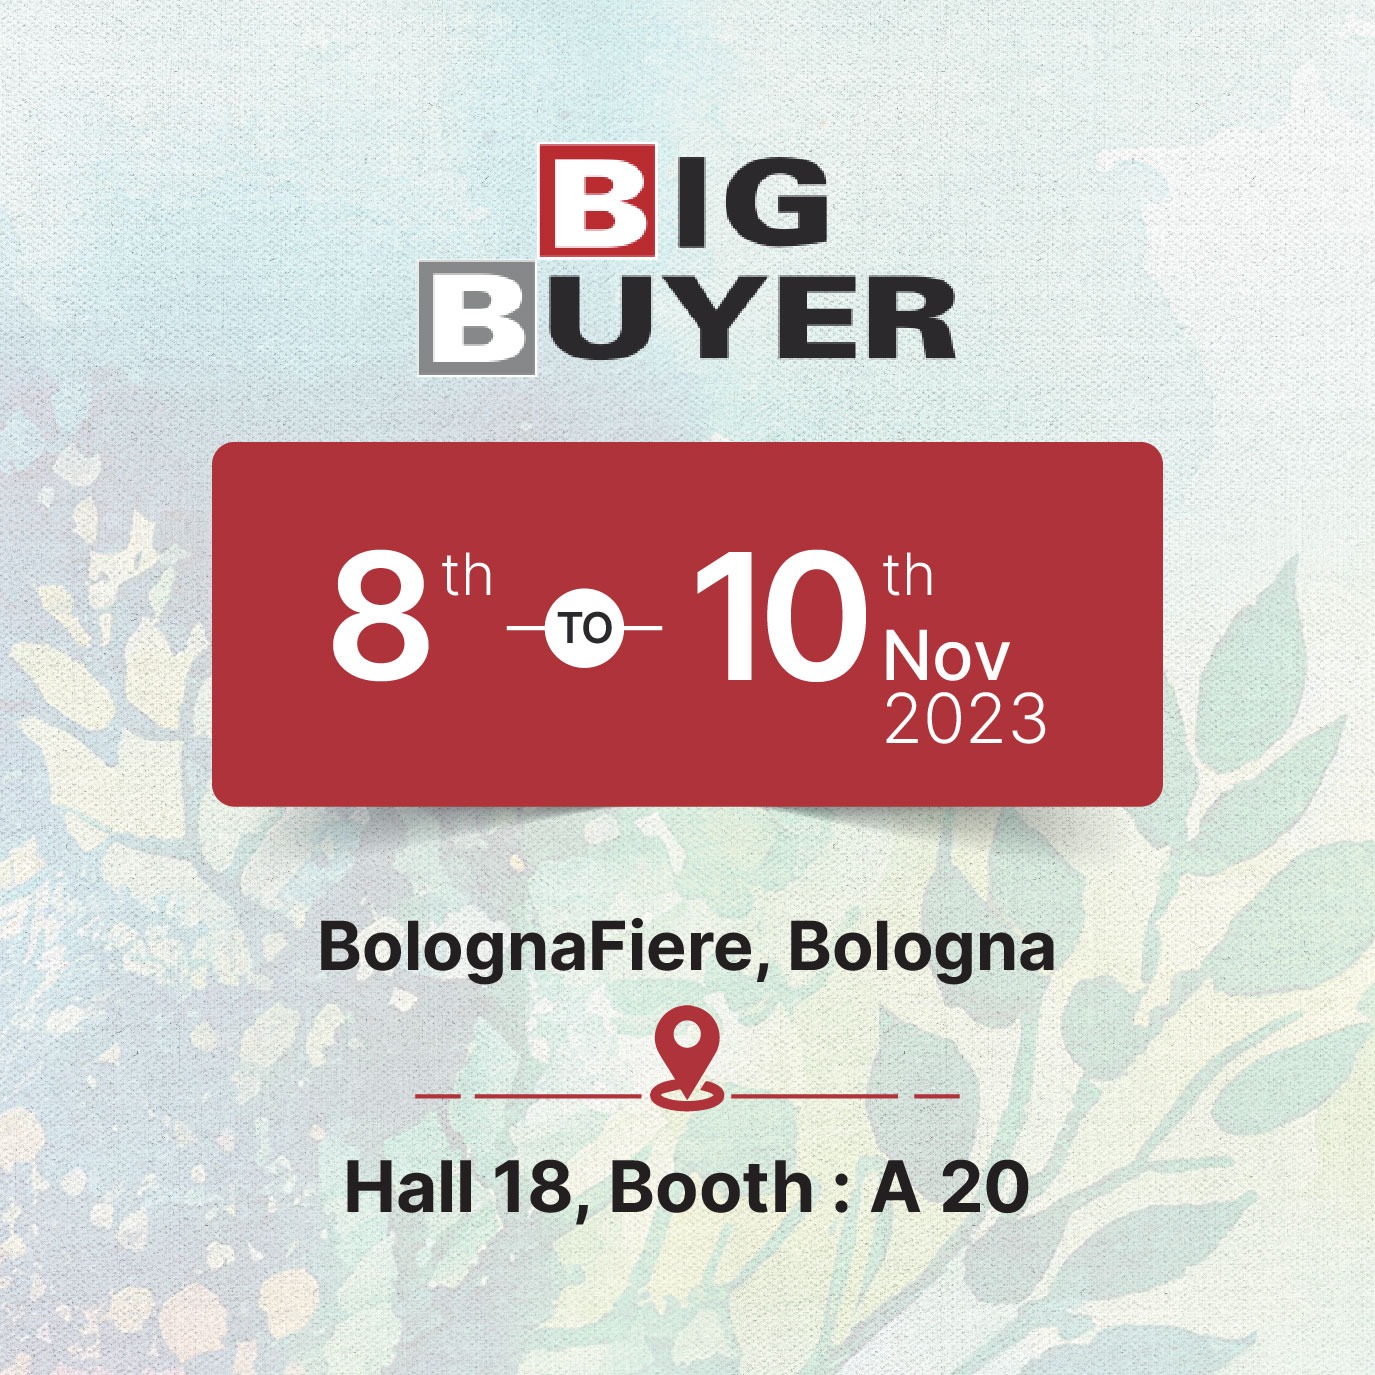 BIG
BUYER
8th TO 10th
Nov
2023
BolognaFiere, Bologna
Hall 18, Booth : A 20